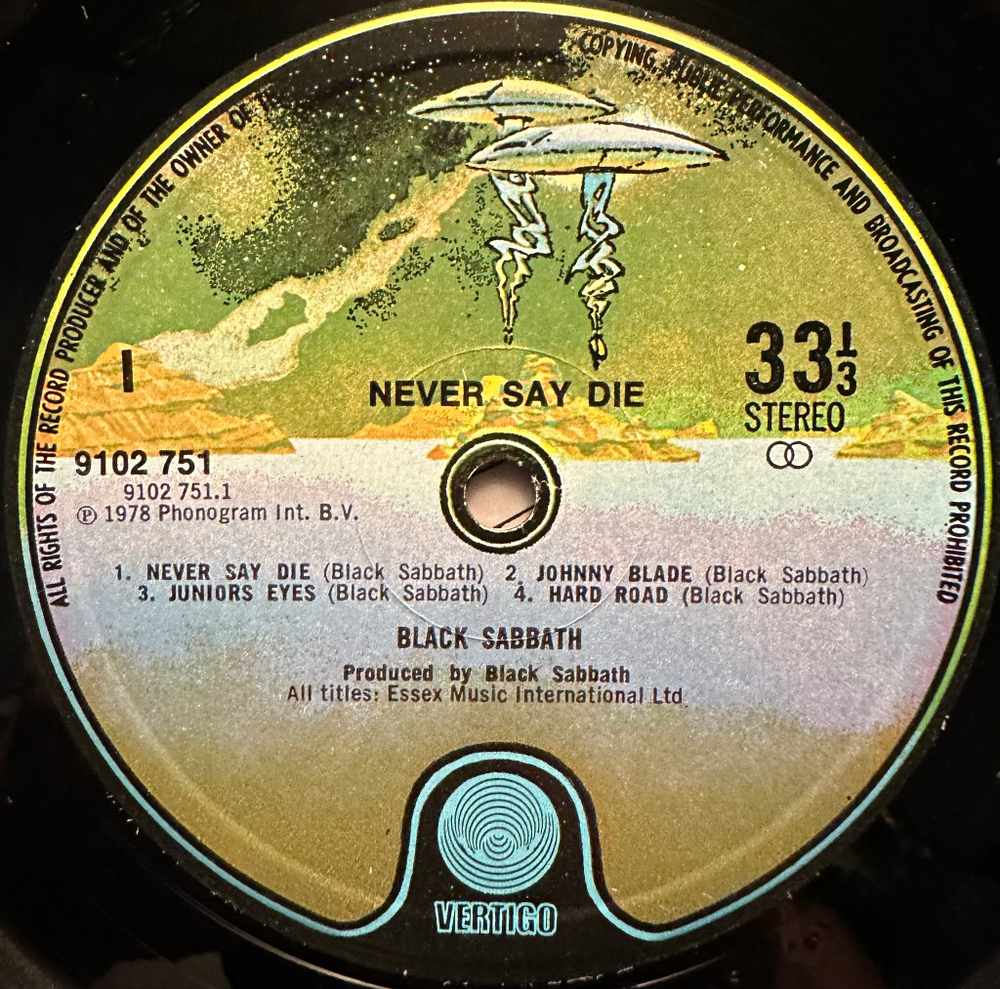 ALL RIGHTS OF THE RECORD PRODUCER AND OF THE OWNER OF
COPYING, PUBLIC PERFORMANCE AND BROADCASTING OF THIS RECORD PROHIBITED
I
NEVER SAY DIE
33 1/3
STEREO
9102 751
9102 751.1
Ⓟ 1978 Phonogram Int. B.V.
1. NEVER SAY DIE (Black Sabbath) 2. JOHNNY BLADE (Black Sabbath)
3. JUNIORS EYES (Black Sabbath) 4. HARD ROAD (Black Sabbath)
BLACK SABBATH
Produced by Black Sabbath
All titles: Essex Music International Ltd.
VERTIGO